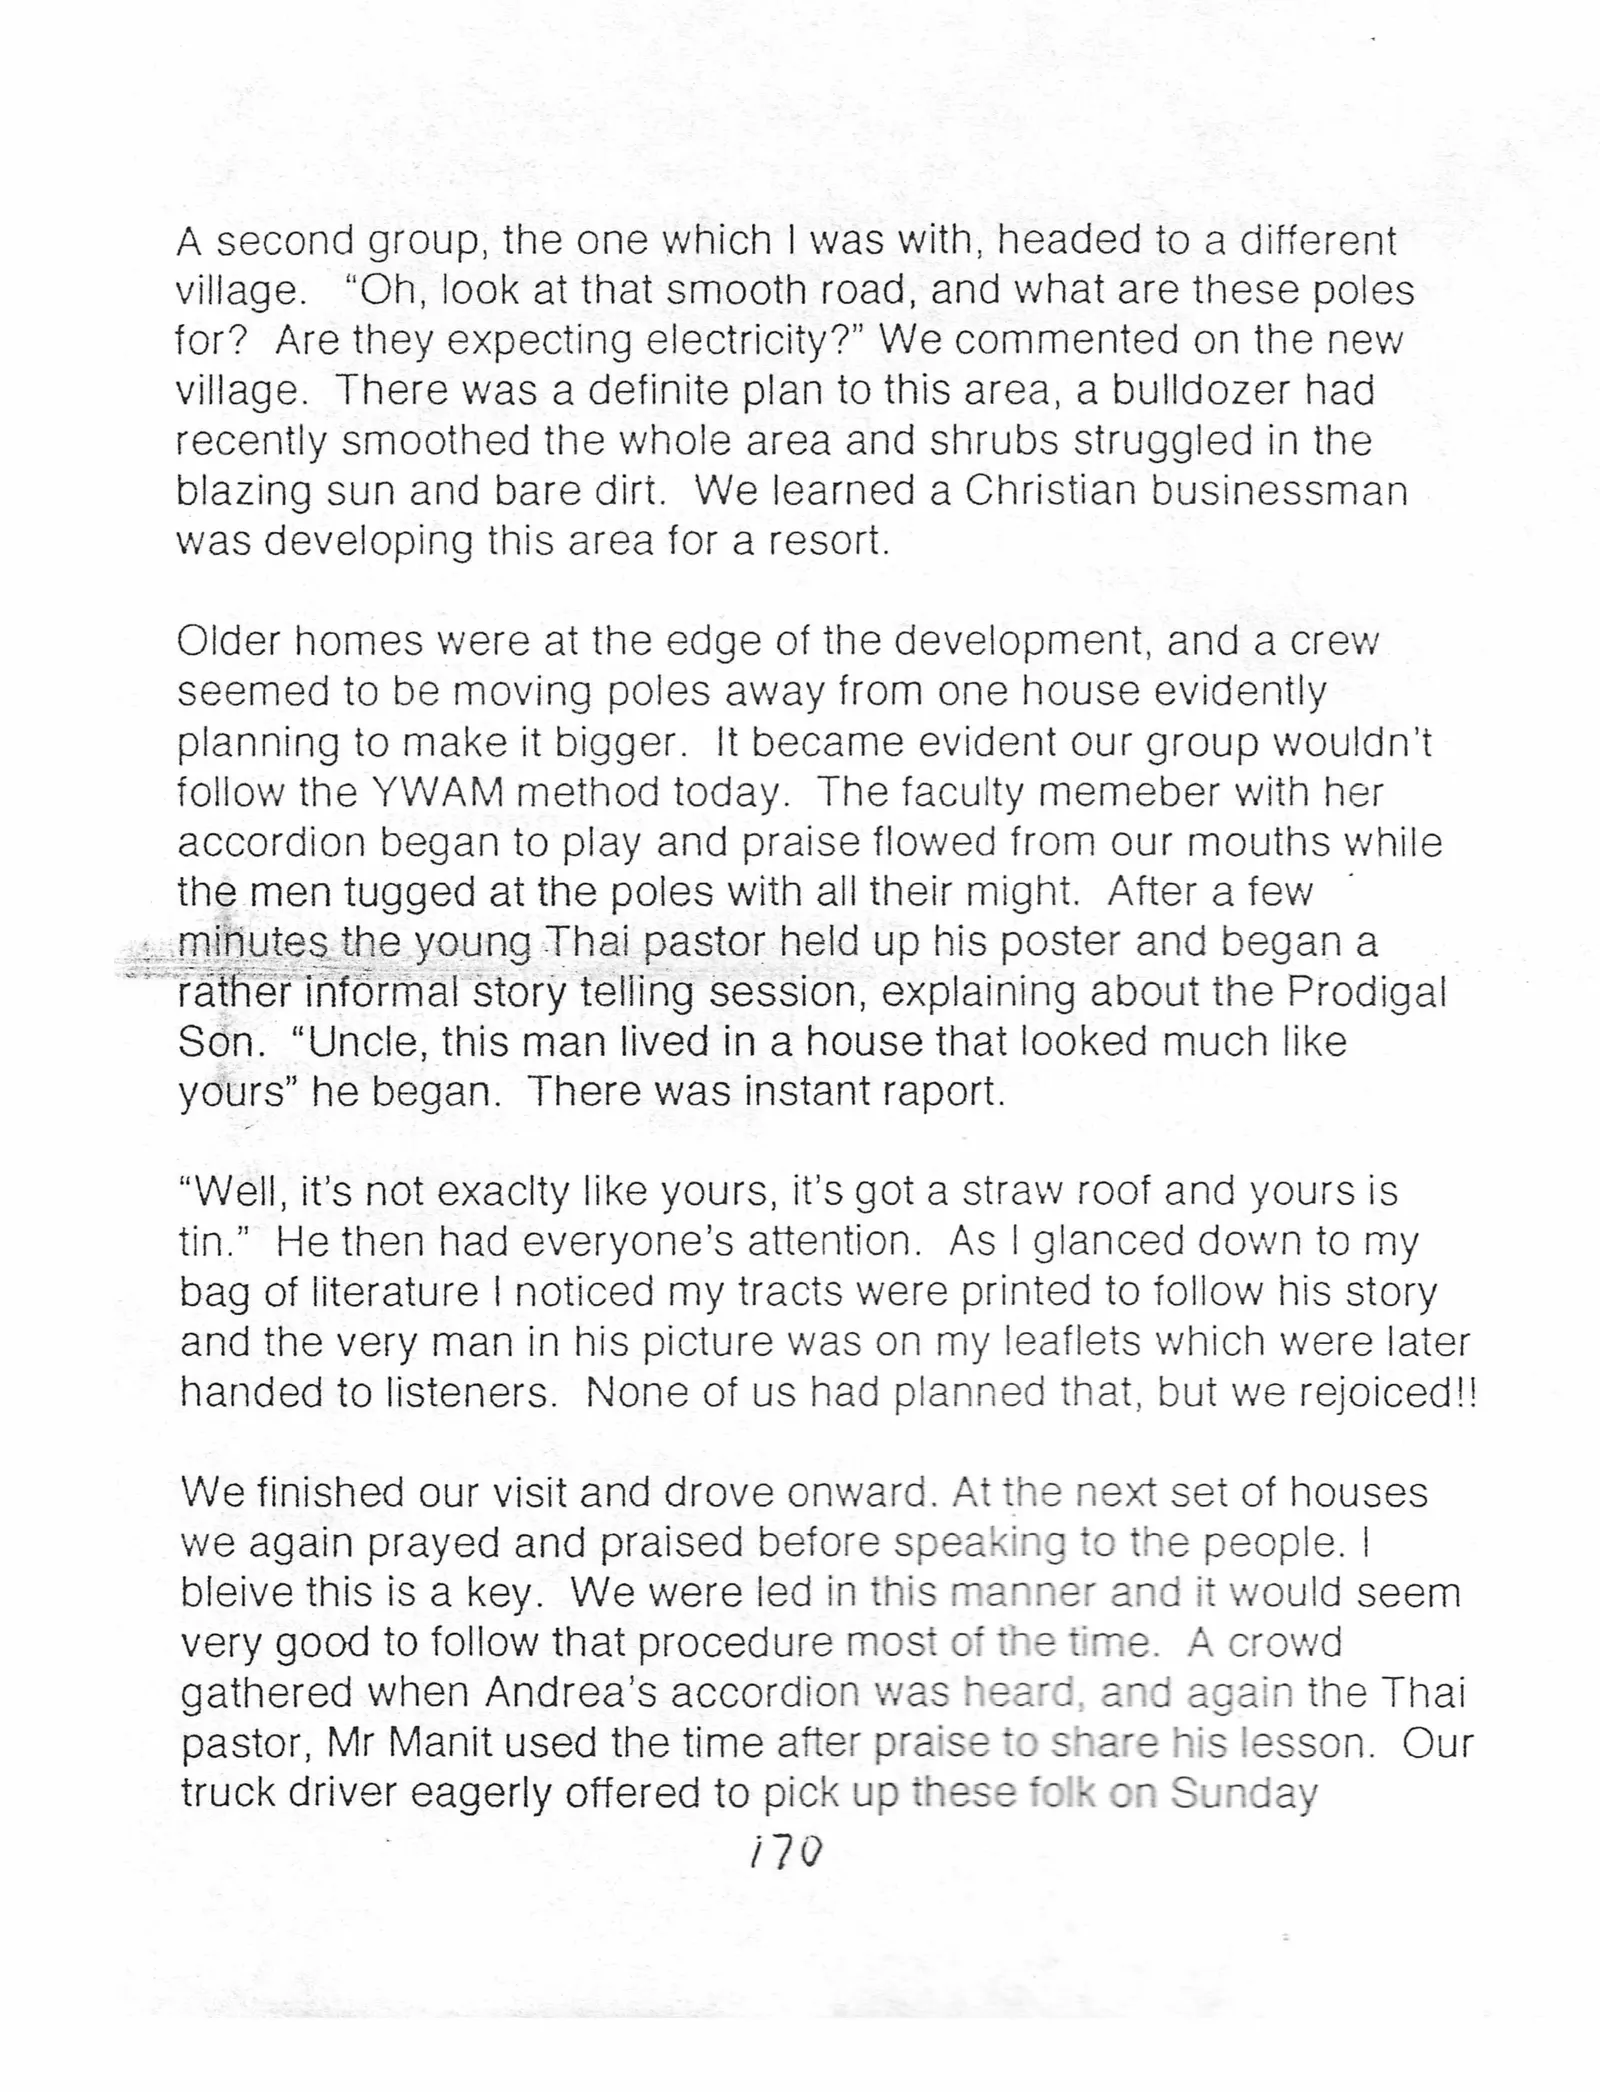 A second group, the one which I was with, headed to a different
village. “Oh, look at that smooth road, and what are these poles
for? Are they expecting electricity?” We commented on the new
village. There was a definite plan to this area, a bulldozer had
recently smoothed the whole area and shrubs struggled in the
blazing sun and bare dirt. We learned a Christian businessman
was developing this area for a resort.
Older homes were at the edge of the development, and a crew
seemed to be moving poles away from one house evidently
planning to make it bigger. It became evident our group wouldn’t
follow the YWAM method today. The faculty memeber with her
accordion began to play and praise flowed from our mouths while
the men tugged at the poles with all their might. After a few
minutes the young Thai pastor held up his poster and began a
rather informal story telling session, explaining about the Prodigal
Son. “Uncle, this man lived in a house that looked much like
yours” he began. There was instant raport.
“Well, it’s not exaclty like yours, it’s got a straw roof and yours is
tin.” He then had everyone’s attention. As I glanced down to my
bag of literature I noticed my tracts were printed to follow his story
and the very man in his picture was on my leaflets which were later
handed to listeners. None of us had planned that, but we rejoiced!!
We finished our visit and drove onward. At the next set of houses
we again prayed and praised before speaking to the people. I
bleive this is a key. We were led in this manner and it would seem
very good to follow that procedure most of the time. A crowd
gathered when Andrea’s accordion was heard, and again the Thai
pastor, Mr Manit used the time after praise to share his lesson. Our
truck driver eagerly offered to pick up these folk on Sunday
170